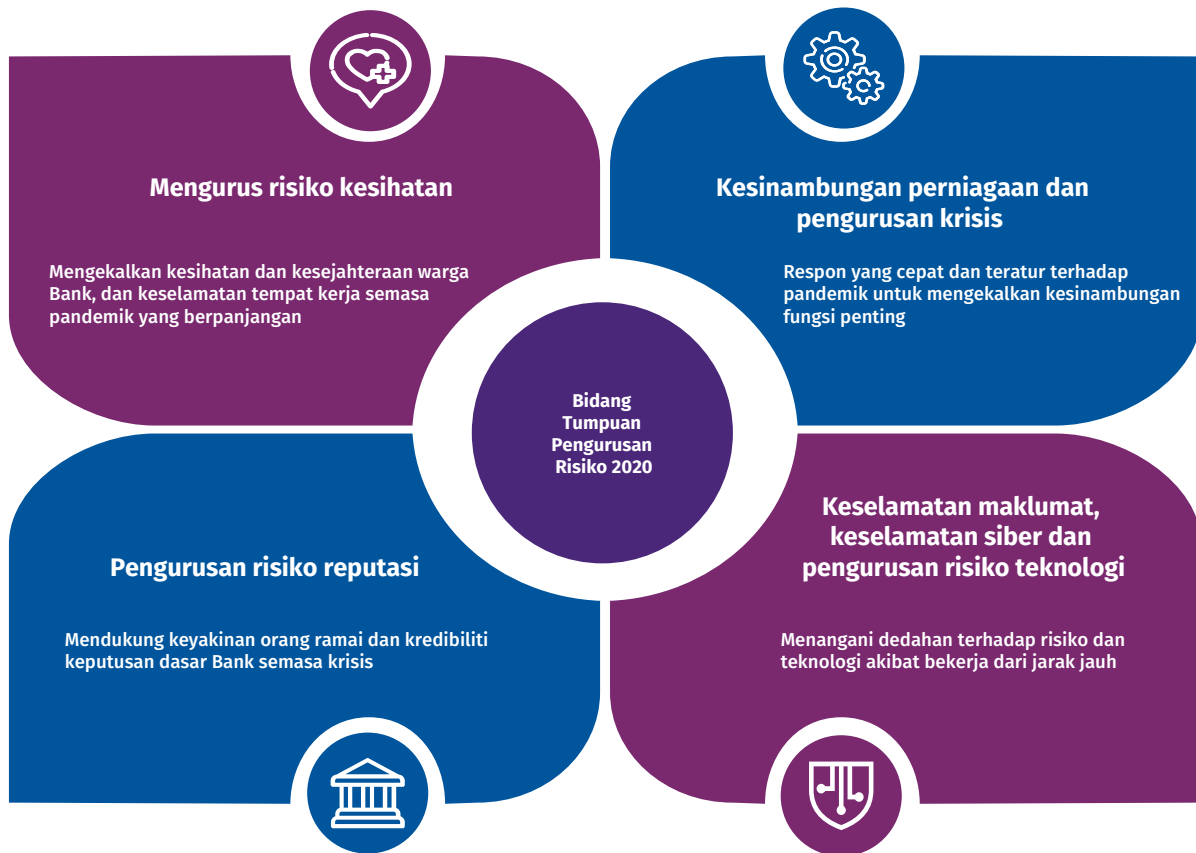 Mengurus risiko kesihatan
Mengekalkan kesihatan dan kesejahteraan warga
Bank, dan keselamatan tempat kerja semasa
pandemik yang berpanjangan
Kesinambungan perniagaan dan
pengurusan krisis
Respon yang cepat dan teratur terhadap
pandemik untuk mengekalkan kesinambungan
fungsi penting
Bidang
Tumpuan
Pengurusan
Risiko 2020
Pengurusan risiko reputasi
Mendukung keyakinan orang ramai dan kredibiliti
keputusan dasar Bank semasa krisis
Keselamatan maklumat,
keselamatan siber dan
pengurusan risiko teknologi
Menangani dedahan terhadap risiko dan
teknologi akibat bekerja dari jarak jauh